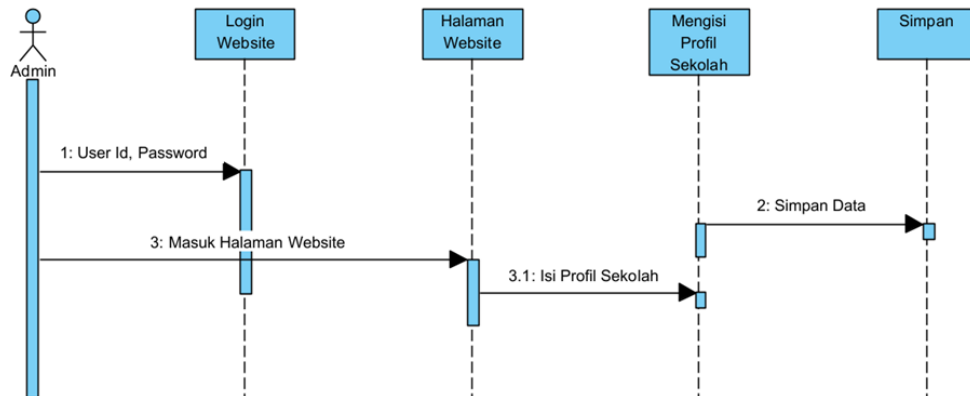 Admin
Login
Website
Halaman
Website
Mengisi
Profil
Sekolah
Simpan
1: User Id, Password
2: Simpan Data
3: Masuk Halaman Website
3.1: Isi Profil Sekolah